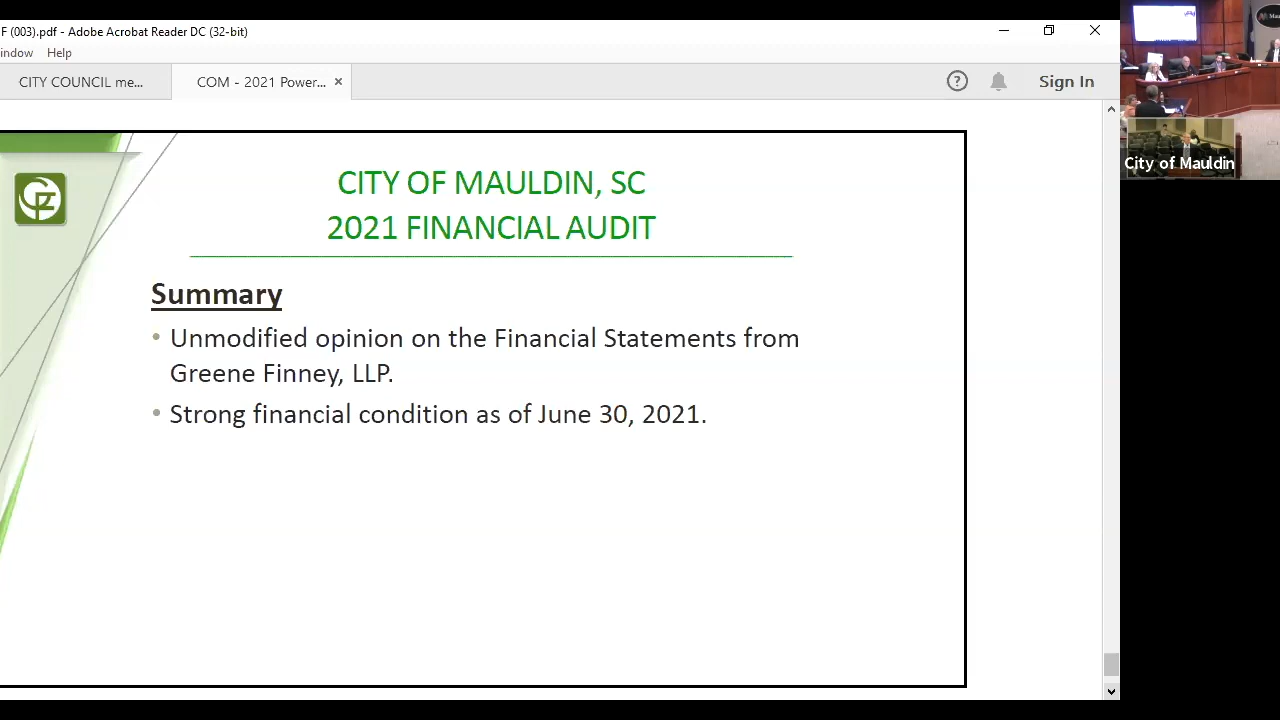 F (003).pdf - Adobe Acrobat Reader DC (32-bit)
indow Help
CITY COUNCIL me...
COM - 2021 Power...
Sign In
City of Mauldin
CITY OF MAULDIN, SC
2021 FINANCIAL AUDIT
Summary
• Unmodified opinion on the Financial Statements from
Greene Finney, LLP.
• Strong financial condition as of June 30, 2021.